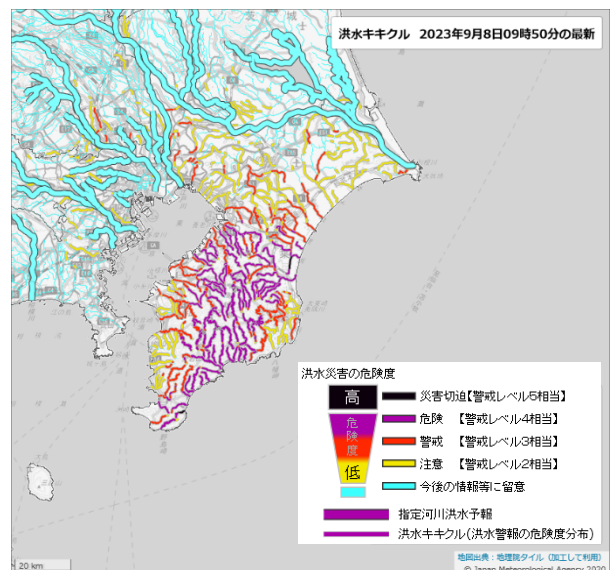 洪水キキクル 2023年9月8日09時50分の最新
洪水災害の危険度
高
危険度
低
災害切迫【警戒レベル5相当】
危険 【警戒レベル4相当】
警戒 【警戒レベル3相当】
注意 【警戒レベル2相当】
今後の情報等に留意
指定河川洪水予報
洪水キキクル(洪水警報の危険度分布)
20 km
地図出典:地理院タイル(加工して利用)
© Japan Meteorological Agency 2020